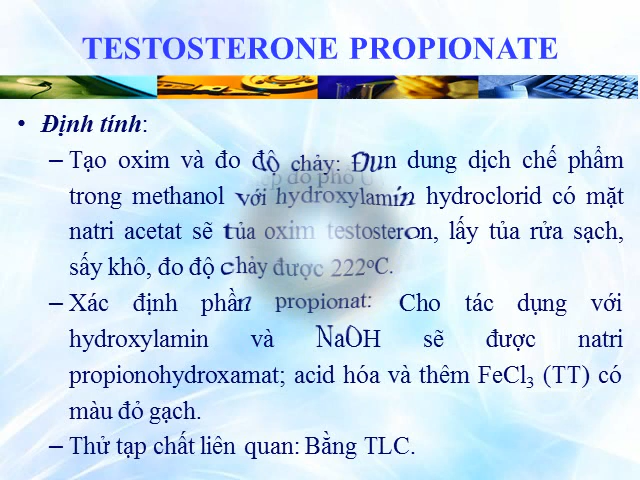 TESTOSTERONE PROPIONATE
• Định tính:
– Tạo oxim và đo độ chảy: Đun dung dịch chế phẩm
trong methanol với hydroxylamin hydroclorid có mặt
natri acetat sẽ tủa oxim testosteron, lấy tủa rửa sạch,
sấy khô, đo độ chảy được 222ºC.
– Xác định phần propionat: Cho tác dụng với
hydroxylamin và NaOH sẽ được natri
propionohydroxamat; acid hóa và thêm FeCl₃ (TT) có
màu đỏ gạch.
– Thử tạp chất liên quan: Bằng TLC.